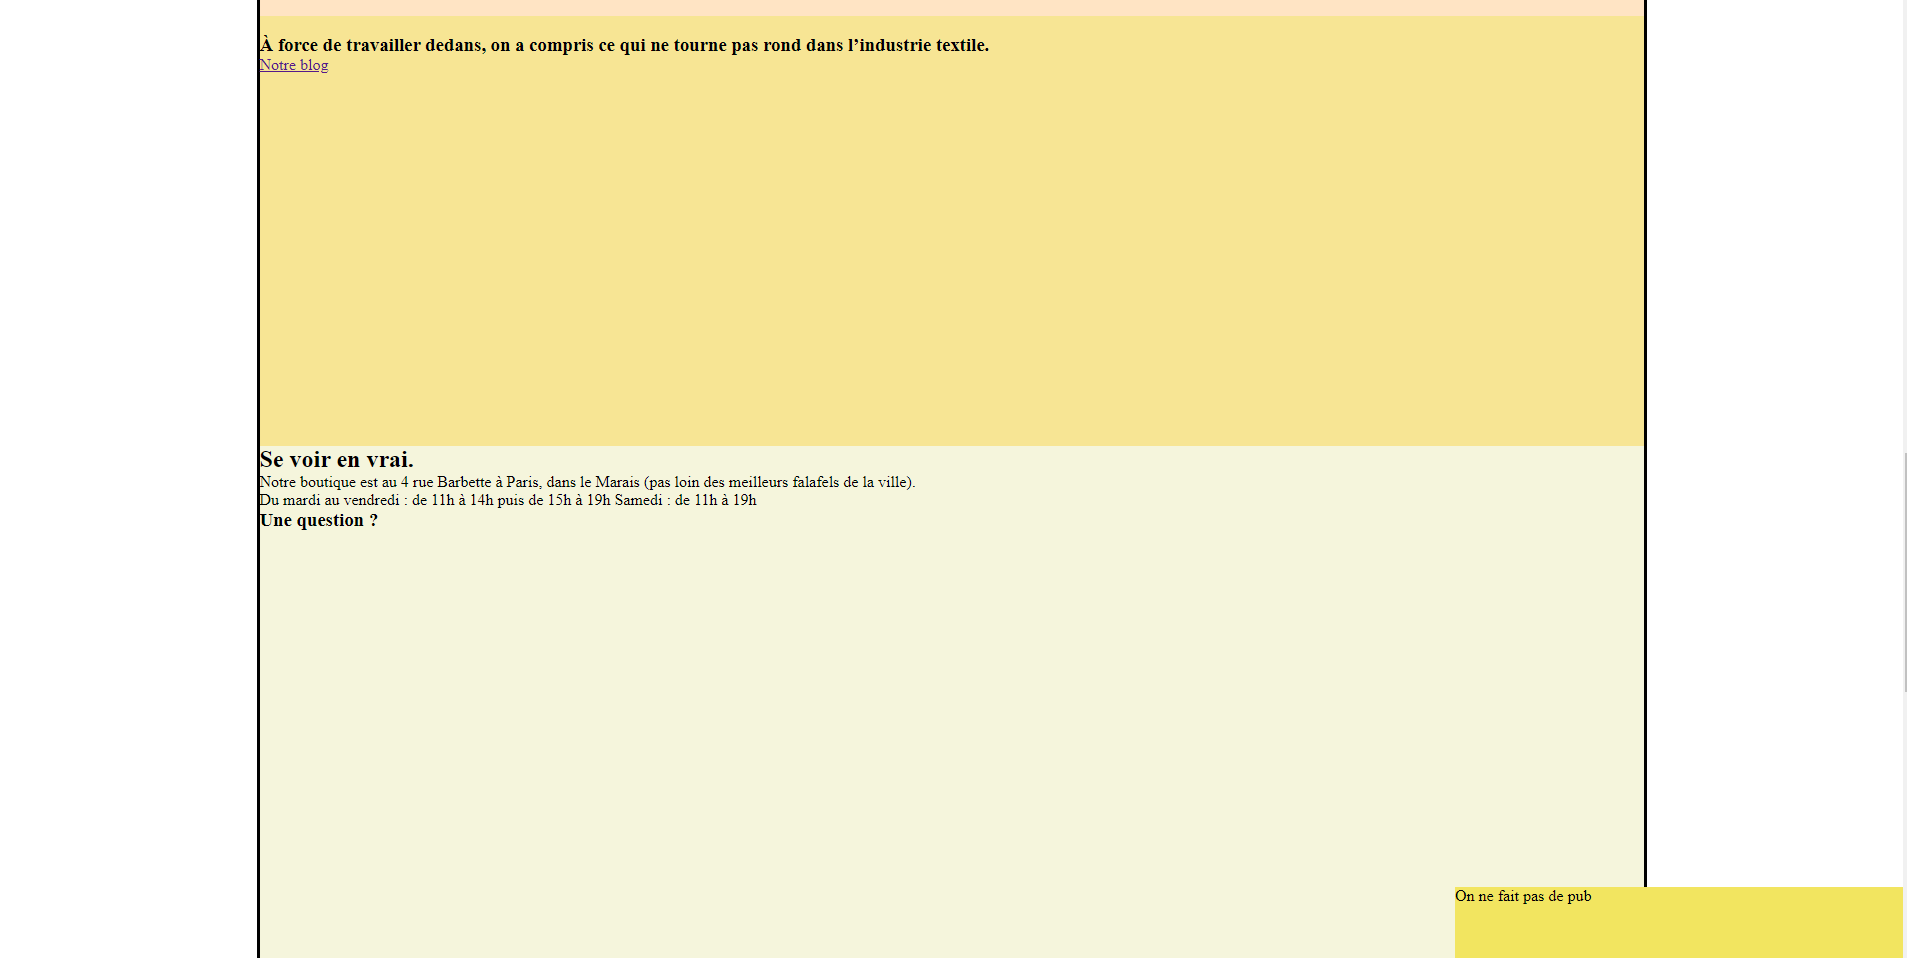 À force de travailler dedans, on a compris ce qui ne tourne pas rond dans l’industrie textile.
Notre blog
Se voir en vrai.
Notre boutique est au 4 rue Barbette à Paris, dans le Marais (pas loin des meilleurs falafels de la ville).
Du mardi au vendredi : de 11h à 14h puis de 15h à 19h Samedi : de 11h à 19h
Une question ?
On ne fait pas de pub